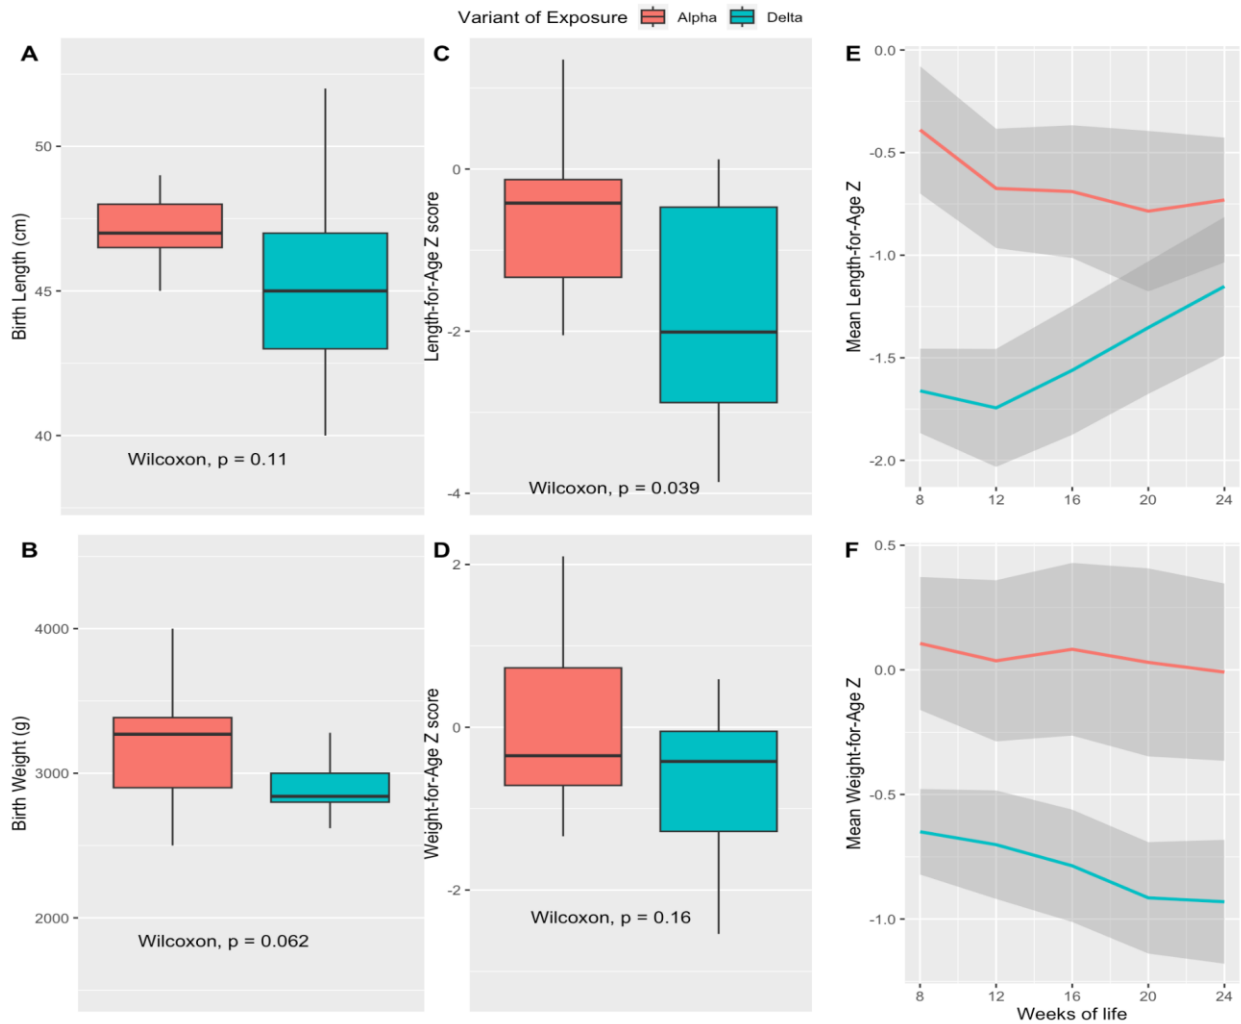 Variant of Exposure Alpha Delta
A
Birth Length (cm)
50
45
40
Wilcoxon, p = 0.11
C
Length-for-Age Z score
0
-2
-4
Wilcoxon, p = 0.039
E
Mean Length-for-Age Z
0.0
-0.5
-1.0
-1.5
-2.0
8 12 16 20 24
B
Birth Weight (g)
4000
3000
2000
Wilcoxon, p = 0.062
D
Weight-for-Age Z score
2
0
-2
Wilcoxon, p = 0.16
F
Mean Weight-for-Age Z
0.5
0.0
-0.5
-1.0
8 12 16 20 24
Weeks of life